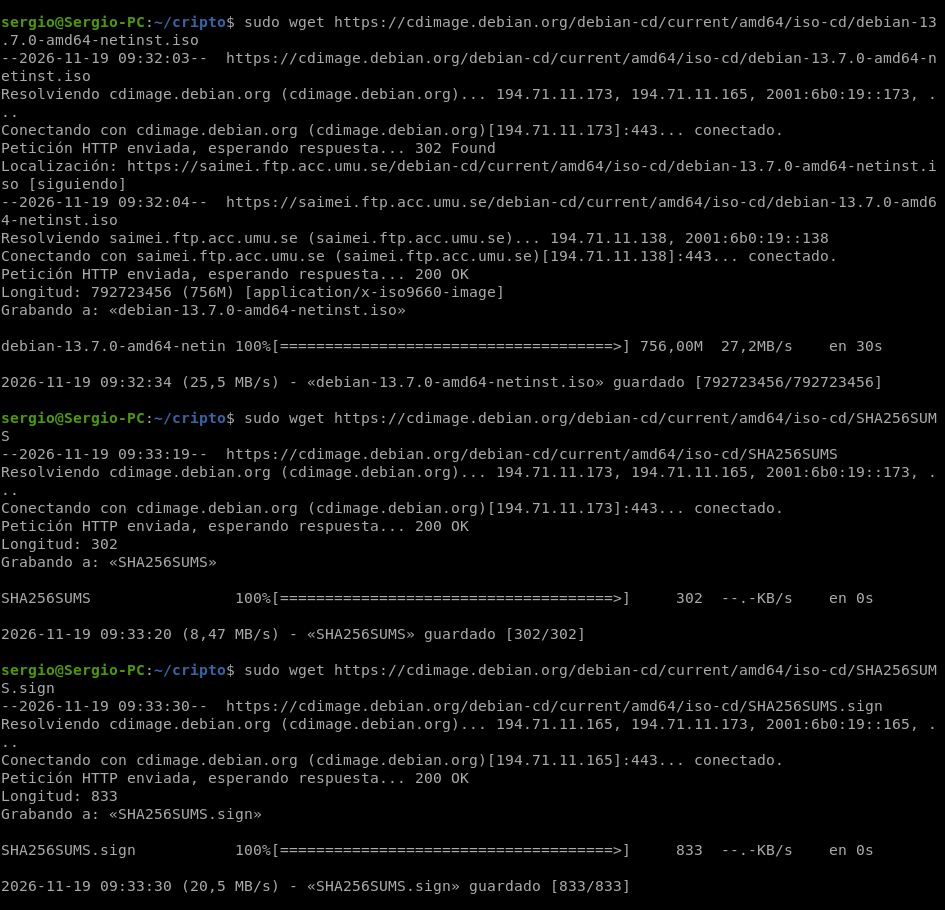 sergio@Sergio-PC:~/cripto$ sudo wget https://cdimage.debian.org/debian-cd/current/amd64/iso-cd/debian-13
.7.0-amd64-netinst.iso
--2026-11-19 09:32:03--  https://cdimage.debian.org/debian-cd/current/amd64/iso-cd/debian-13.7.0-amd64-n
etinst.iso
Resolviendo cdimage.debian.org (cdimage.debian.org)... 194.71.11.173, 194.71.11.165, 2001:6b0:19::173, .
..
Conectando con cdimage.debian.org (cdimage.debian.org)[194.71.11.173]:443... conectado.
Petición HTTP enviada, esperando respuesta... 302 Found
Localización: https://saimei.ftp.acc.umu.se/debian-cd/current/amd64/iso-cd/debian-13.7.0-amd64-netinst.i
so [siguiendo]
--2026-11-19 09:32:04--  https://saimei.ftp.acc.umu.se/debian-cd/current/amd64/iso-cd/debian-13.7.0-amd6
4-netinst.iso
Resolviendo saimei.ftp.acc.umu.se (saimei.ftp.acc.umu.se)... 194.71.11.138, 2001:6b0:19::138
Conectando con saimei.ftp.acc.umu.se (saimei.ftp.acc.umu.se)[194.71.11.138]:443... conectado.
Petición HTTP enviada, esperando respuesta... 200 OK
Longitud: 792723456 (756M) [application/x-iso9660-image]
Grabando a: «debian-13.7.0-amd64-netinst.iso»
debian-13.7.0-amd64-netin 100%[=====================================>] 756,00M  27,2MB/s    en 30s
2026-11-19 09:32:34 (25,5 MB/s) - «debian-13.7.0-amd64-netinst.iso» guardado [792723456/792723456]
sergio@Sergio-PC:~/cripto$ sudo wget https://cdimage.debian.org/debian-cd/current/amd64/iso-cd/SHA256SUM
S
--2026-11-19 09:33:19--  https://cdimage.debian.org/debian-cd/current/amd64/iso-cd/SHA256SUMS
Resolviendo cdimage.debian.org (cdimage.debian.org)... 194.71.11.173, 194.71.11.165, 2001:6b0:19::173, .
..
Conectando con cdimage.debian.org (cdimage.debian.org)[194.71.11.173]:443... conectado.
Petición HTTP enviada, esperando respuesta... 200 OK
Longitud: 302
Grabando a: «SHA256SUMS»
SHA256SUMS                100%[=====================================>]     302  --.-KB/s    en 0s
2026-11-19 09:33:20 (8,47 MB/s) - «SHA256SUMS» guardado [302/302]
sergio@Sergio-PC:~/cripto$ sudo wget https://cdimage.debian.org/debian-cd/current/amd64/iso-cd/SHA256SUM
S.sign
--2026-11-19 09:33:30--  https://cdimage.debian.org/debian-cd/current/amd64/iso-cd/SHA256SUMS.sign
Resolviendo cdimage.debian.org (cdimage.debian.org)... 194.71.11.165, 194.71.11.173, 2001:6b0:19::165, .
..
Conectando con cdimage.debian.org (cdimage.debian.org)[194.71.11.165]:443... conectado.
Petición HTTP enviada, esperando respuesta... 200 OK
Longitud: 833
Grabando a: «SHA256SUMS.sign»
SHA256SUMS.sign           100%[=====================================>]     833  --.-KB/s    en 0s
2026-11-19 09:33:30 (20,5 MB/s) - «SHA256SUMS.sign» guardado [833/833]